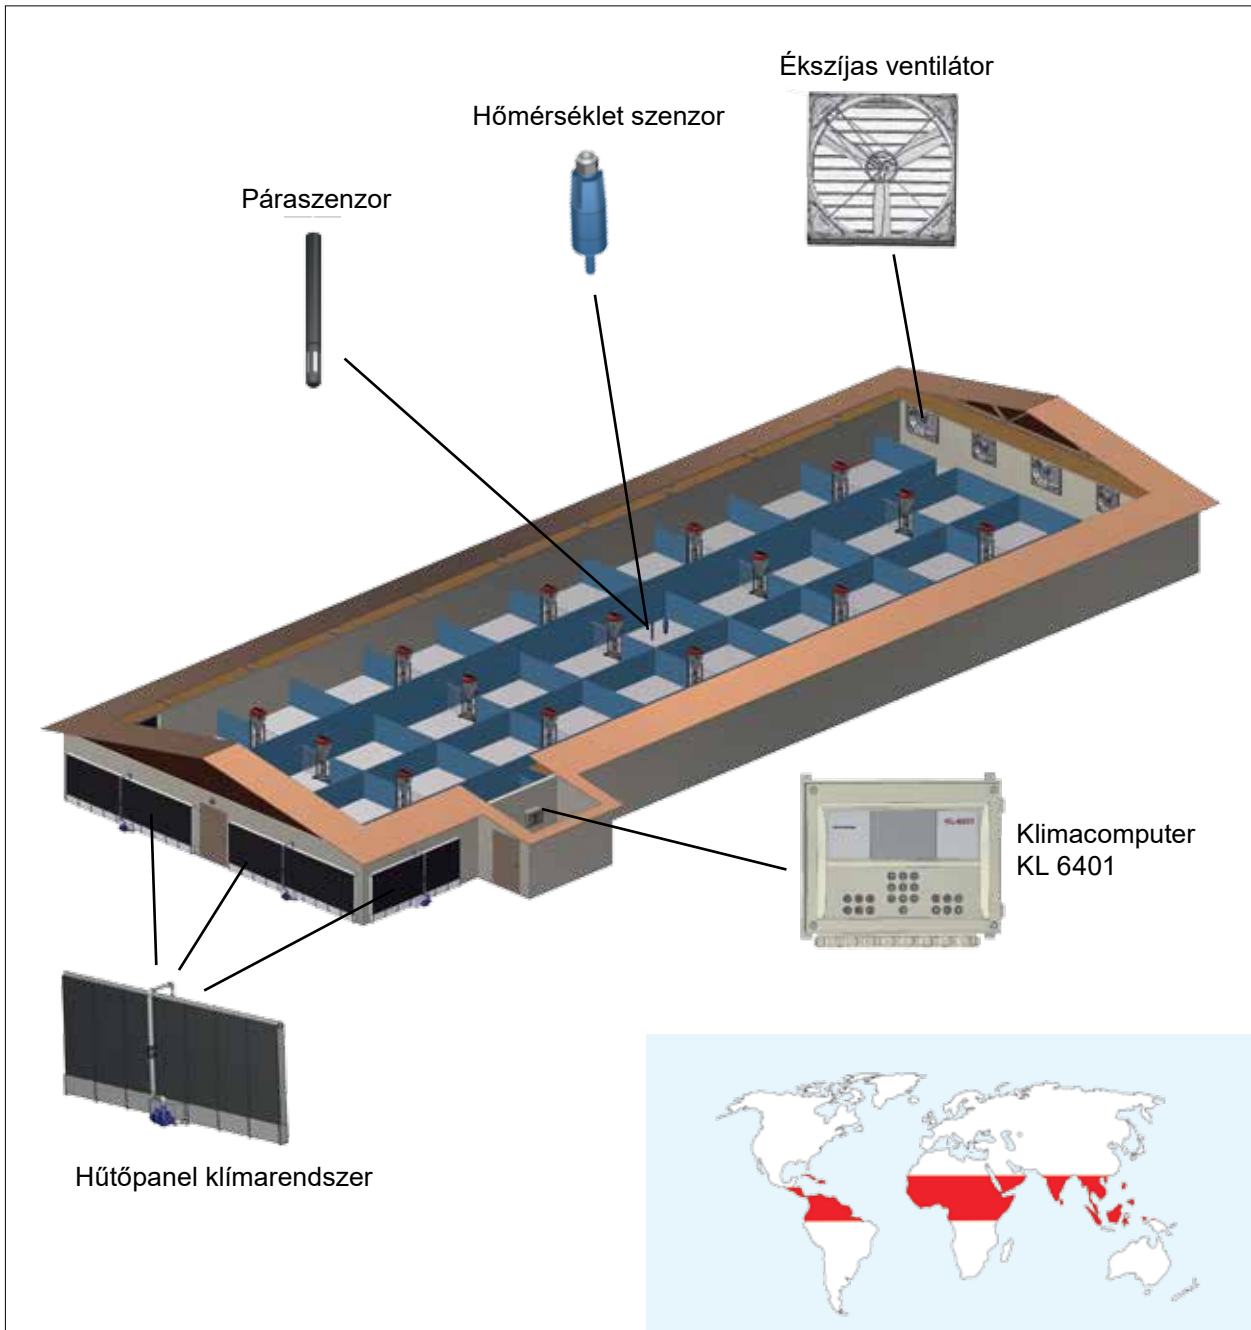 Ékszíjas ventilátor
Hőmérséklet szenzor
Páraszenzor
Klimacomputer
KL 6401
Hűtőpanel klímarendszer